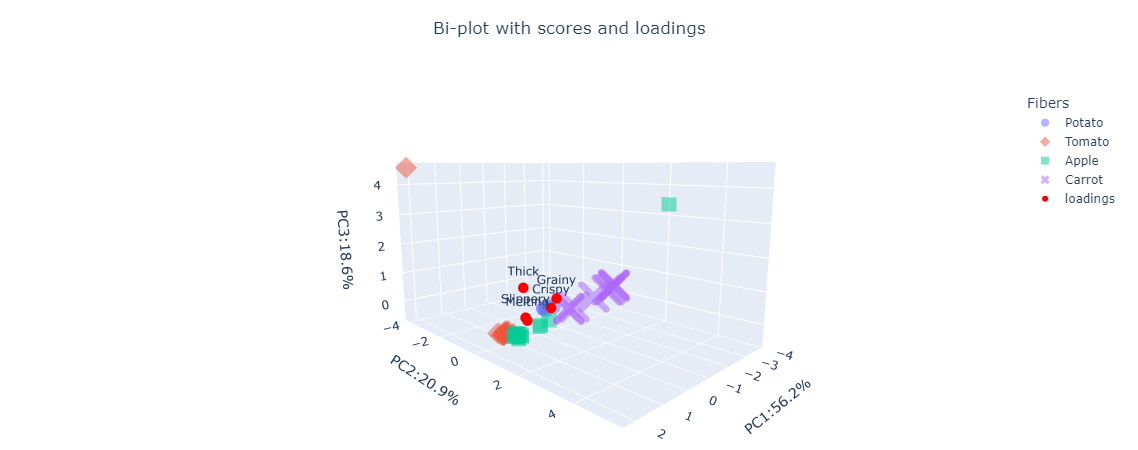 Bi-plot with scores and loadings
Fibers
Potato
Tomato
Apple
Carrot
loadings
4
3
2
1
0
PC3:18.6%
Thick
Grainy
Crispy
Slippery
Melting
−4
−2
0
2
4
PC2:20.9%
−4
−3
−2
−1
0
1
2
PC1:56.2%